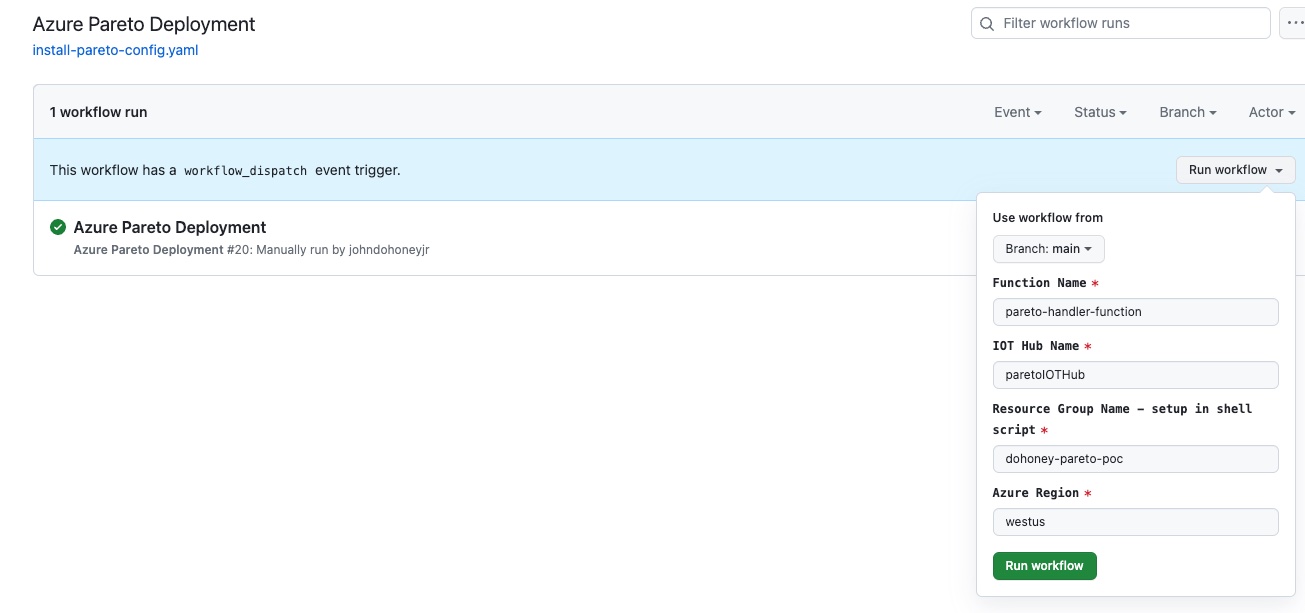 Azure Pareto Deployment
Filter workflow runs
install-pareto-config.yaml
1 workflow run
Event
Status
Branch
Actor
This workflow has a workflow_dispatch event trigger.
Run workflow
Azure Pareto Deployment
Azure Pareto Deployment #20: Manually run by johndohoneyjr
Use workflow from
Branch: main
Function Name *
pareto-handler-function
IOT Hub Name *
paretoIOTHub
Resource Group Name – setup in shell
script *
dohoney-pareto-poc
Azure Region *
westus
Run workflow